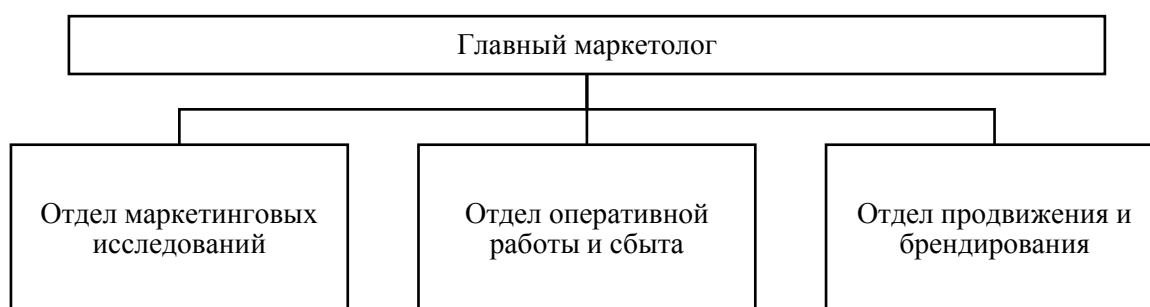 Главный маркетолог
Отдел маркетинговых
исследований
Отдел оперативной
работы и сбыта
Отдел продвижения и
брендирования